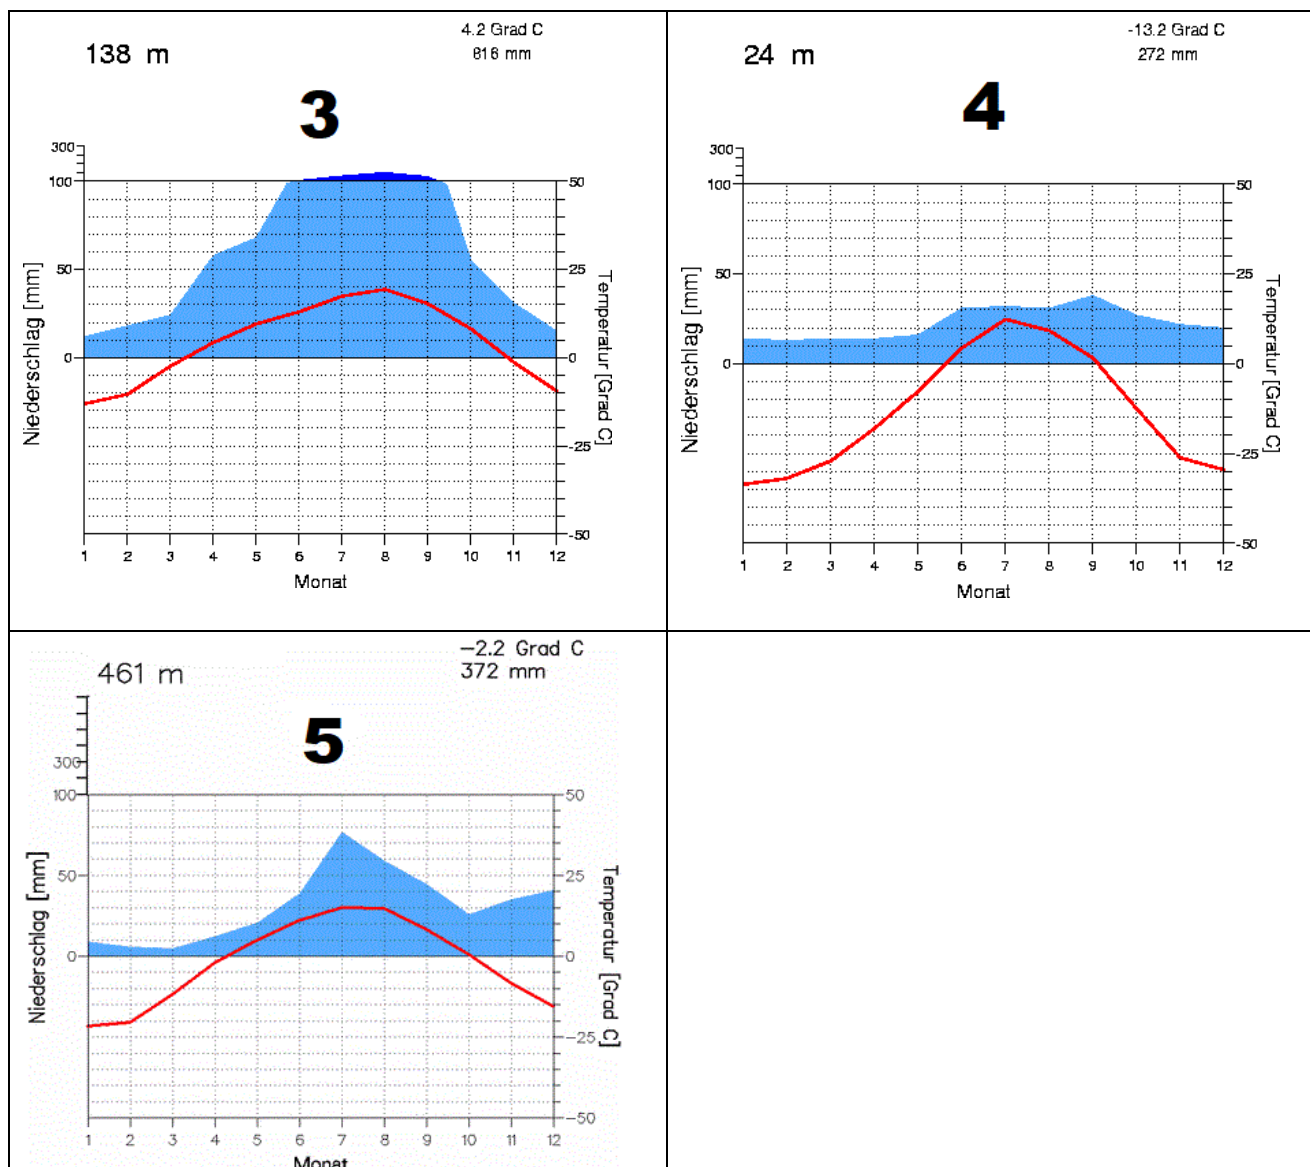 4.2 Grad C
138 m
816 mm
3
300
100
50
50
25
0
0
-25
-50
Niederschlag [mm]
Temperatur [Grad C]
1 2 3 4 5 6 7 8 9 10 11 12
Monat
-13.2 Grad C
24 m
272 mm
4
300
100
50
50
25
0
0
-25
-50
Niederschlag [mm]
Temperatur [Grad C]
1 2 3 4 5 6 7 8 9 10 11 12
Monat
-2.2 Grad C
461 m
372 mm
5
300
100
50
50
25
0
0
-25
-50
Niederschlag [mm]
Temperatur [Grad C]
1 2 3 4 5 6 7 8 9 10 11 12
Monat